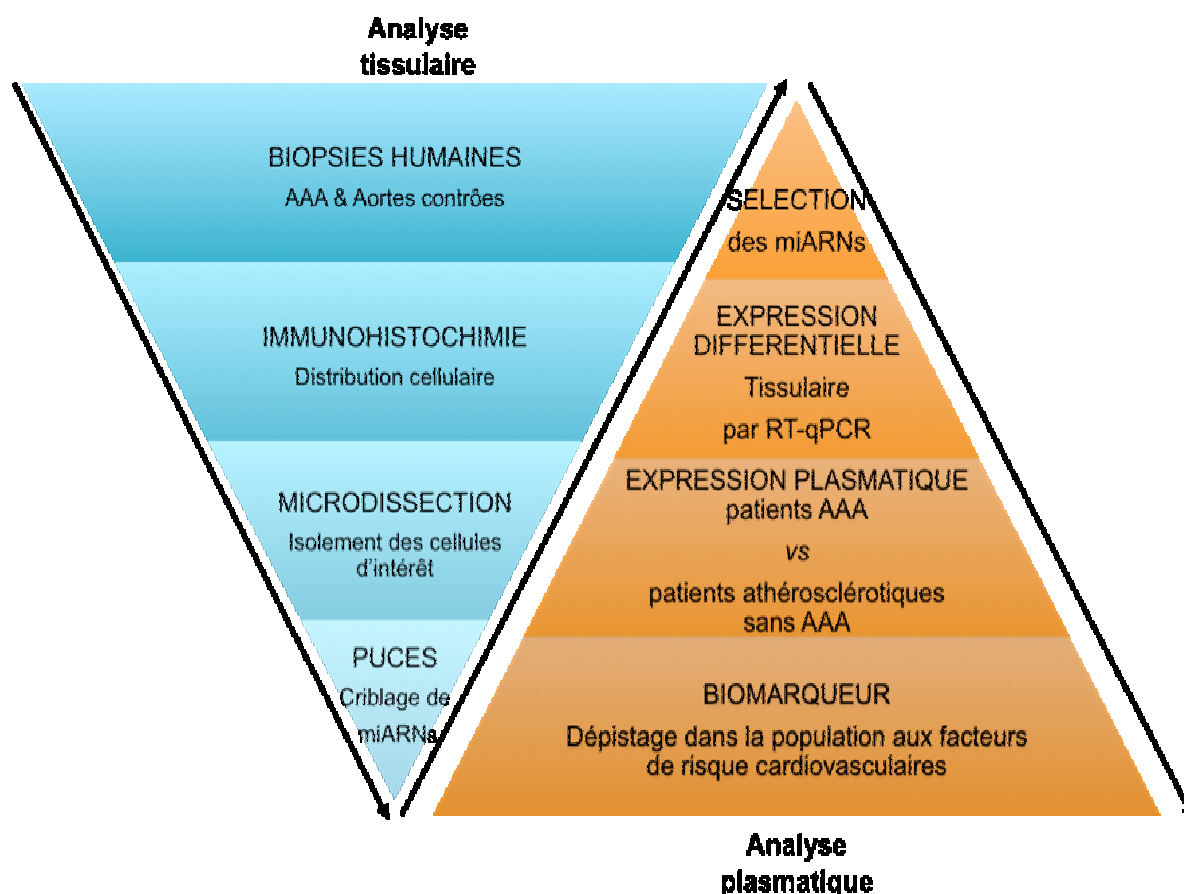 Analyse
tissulaire
BIOPSIES HUMAINES
AAA & Aortes contrôes
IMMUNOHISTOCHIMIE
Distribution cellulaire
MICRODISSECTION
Isolement des cellules
d'intérêt
PUCES
Criblage de
miARNs
SELECTION
des miARNs
EXPRESSION
DIFFERENTIELLE
Tissulaire
par RT-qPCR
EXPRESSION PLASMATIQUE
patients AAA
vs
patients athérosclérotiques
sans AAA
BIOMARQUEUR
Dépistage dans la population aux facteurs
de risque cardiovasculaires
Analyse
plasmatique